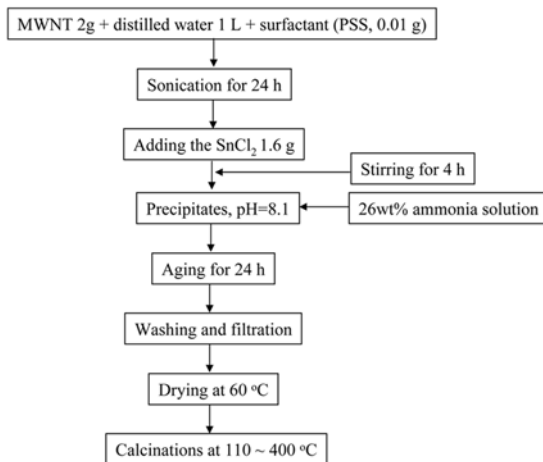 MWNT 2g + distilled water 1 L + surfactant (PSS, 0.01 g)
Sonication for 24 h
Adding the SnCl₂ 1.6 g
Stirring for 4 h
Precipitates, pH=8.1
26wt% ammonia solution
Aging for 24 h
Washing and filtration
Drying at 60 °C
Calcinations at 110 ~ 400 °C